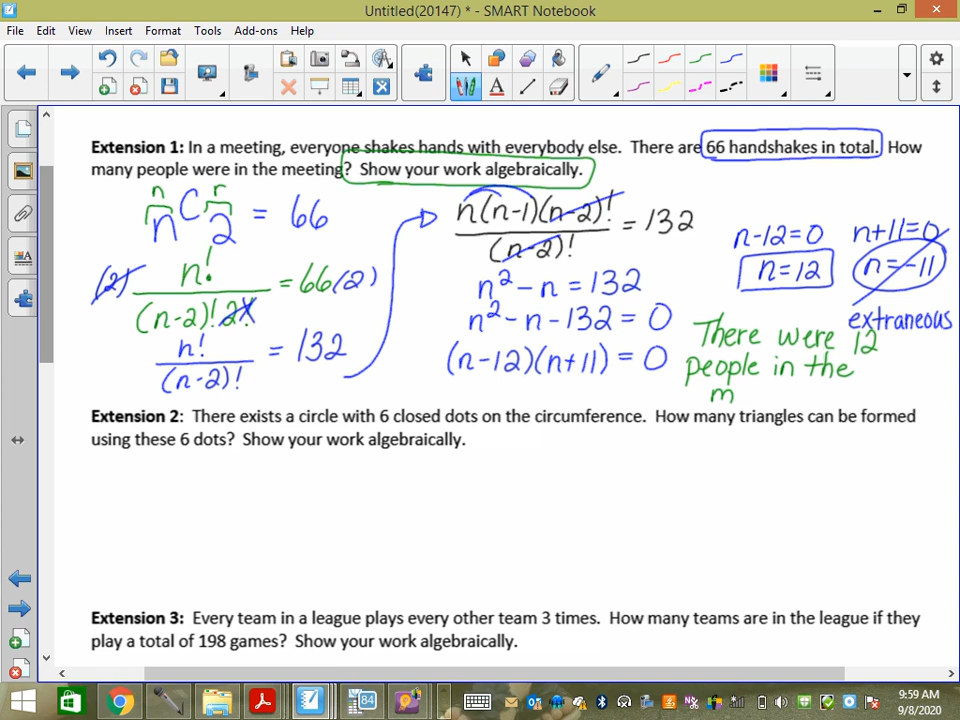 Untitled(20147) * - SMART Notebook
File Edit View Insert Format Tools Add-ons Help
Extension 1: In a meeting, everyone shakes hands with everybody else. There are 66 handshakes in total. How
many people were in the meeting? Show your work algebraically.
n r
nC2 = 66
(2) n!/((n-2)! 2!) = 66(2)
n!/(n-2)! = 132
n(n-1)(n-2)!/(n-2)! = 132
n² - n = 132
n² - n - 132 = 0
(n-12)(n+11) = 0
n-12=0 n+11=0
n=12 n=-11
extraneous
There were 12
people in the
m
Extension 2: There exists a circle with 6 closed dots on the circumference. How many triangles can be formed
using these 6 dots? Show your work algebraically.
Extension 3: Every team in a league plays every other team 3 times. How many teams are in the league if they
play a total of 198 games? Show your work algebraically.
84
9:59 AM
9/8/2020